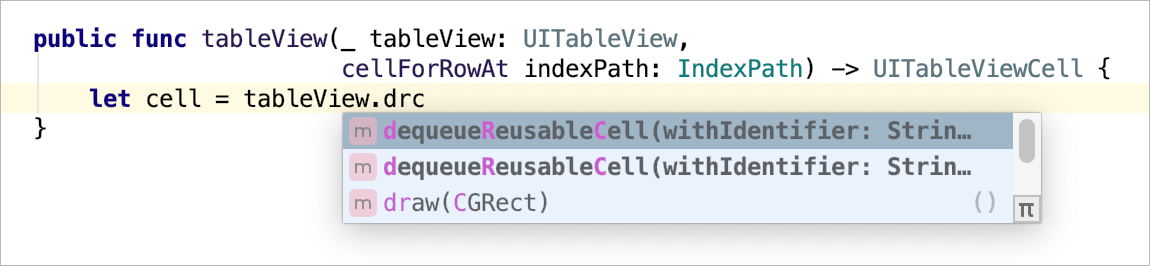 public func tableView(_ tableView: UITableView,
cellForRowAt indexPath: IndexPath) -> UITableViewCell {
let cell = tableView.drc
}
m dequeueReusableCell(withIdentifier: Strin…
m dequeueReusableCell(withIdentifier: Strin…
m draw(CGRect) ()
π